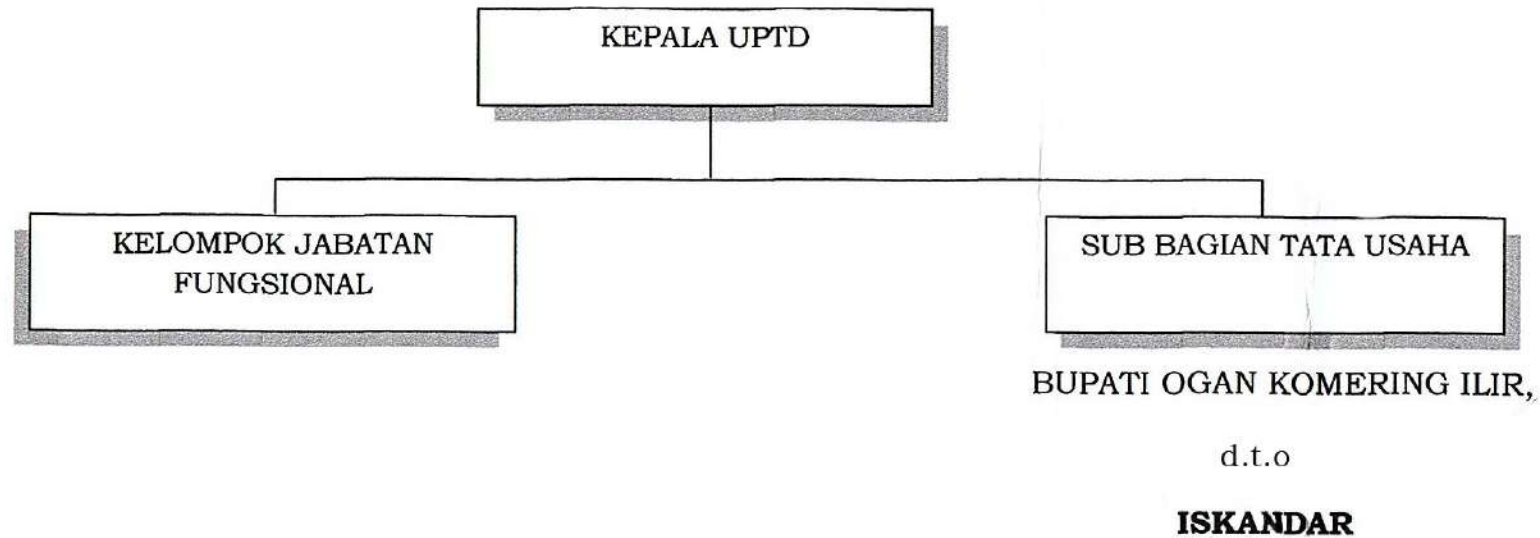 KEPALA UPTD
KELOMPOK JABATAN
FUNGSIONAL
SUB BAGIAN TATA USAHA
BUPATI OGAN KOMERING ILIR,
d.t.o
ISKANDAR